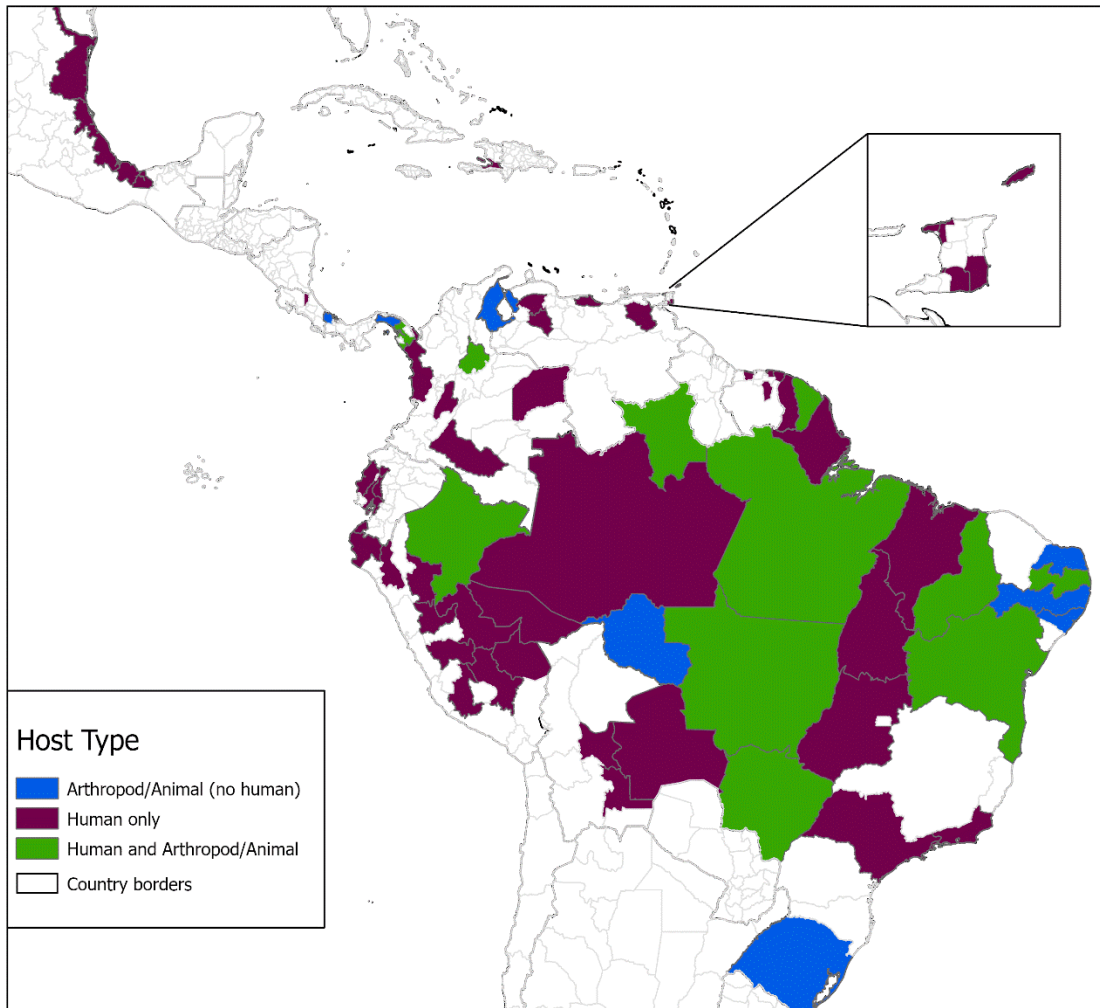 Host Type
Arthropod/Animal (no human)
Human only
Human and Arthropod/Animal
Country borders